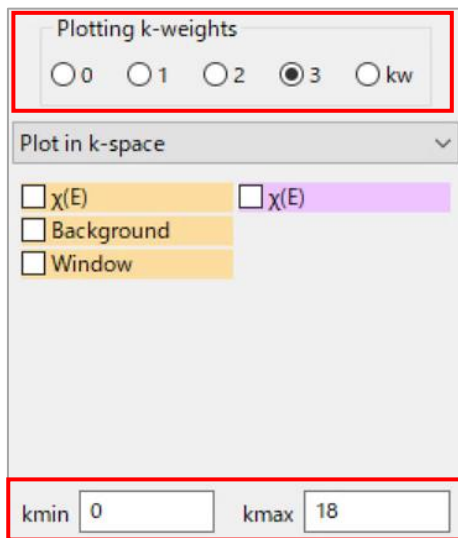 Plotting k-weights
0 1 2 3 kw
Plot in k-space
χ(E) χ(E)
Background
Window
kmin 0 kmax 18